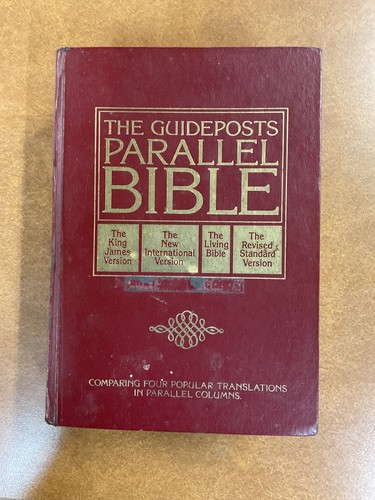 THE GUIDEPOSTS
PARALLEL
BIBLE
The
King
James
Version
The
New
International
Version
The
Living
Bible
The
Revised
Standard
Version
COMPARING FOUR POPULAR TRANSLATIONS
IN PARALLEL COLUMNS.